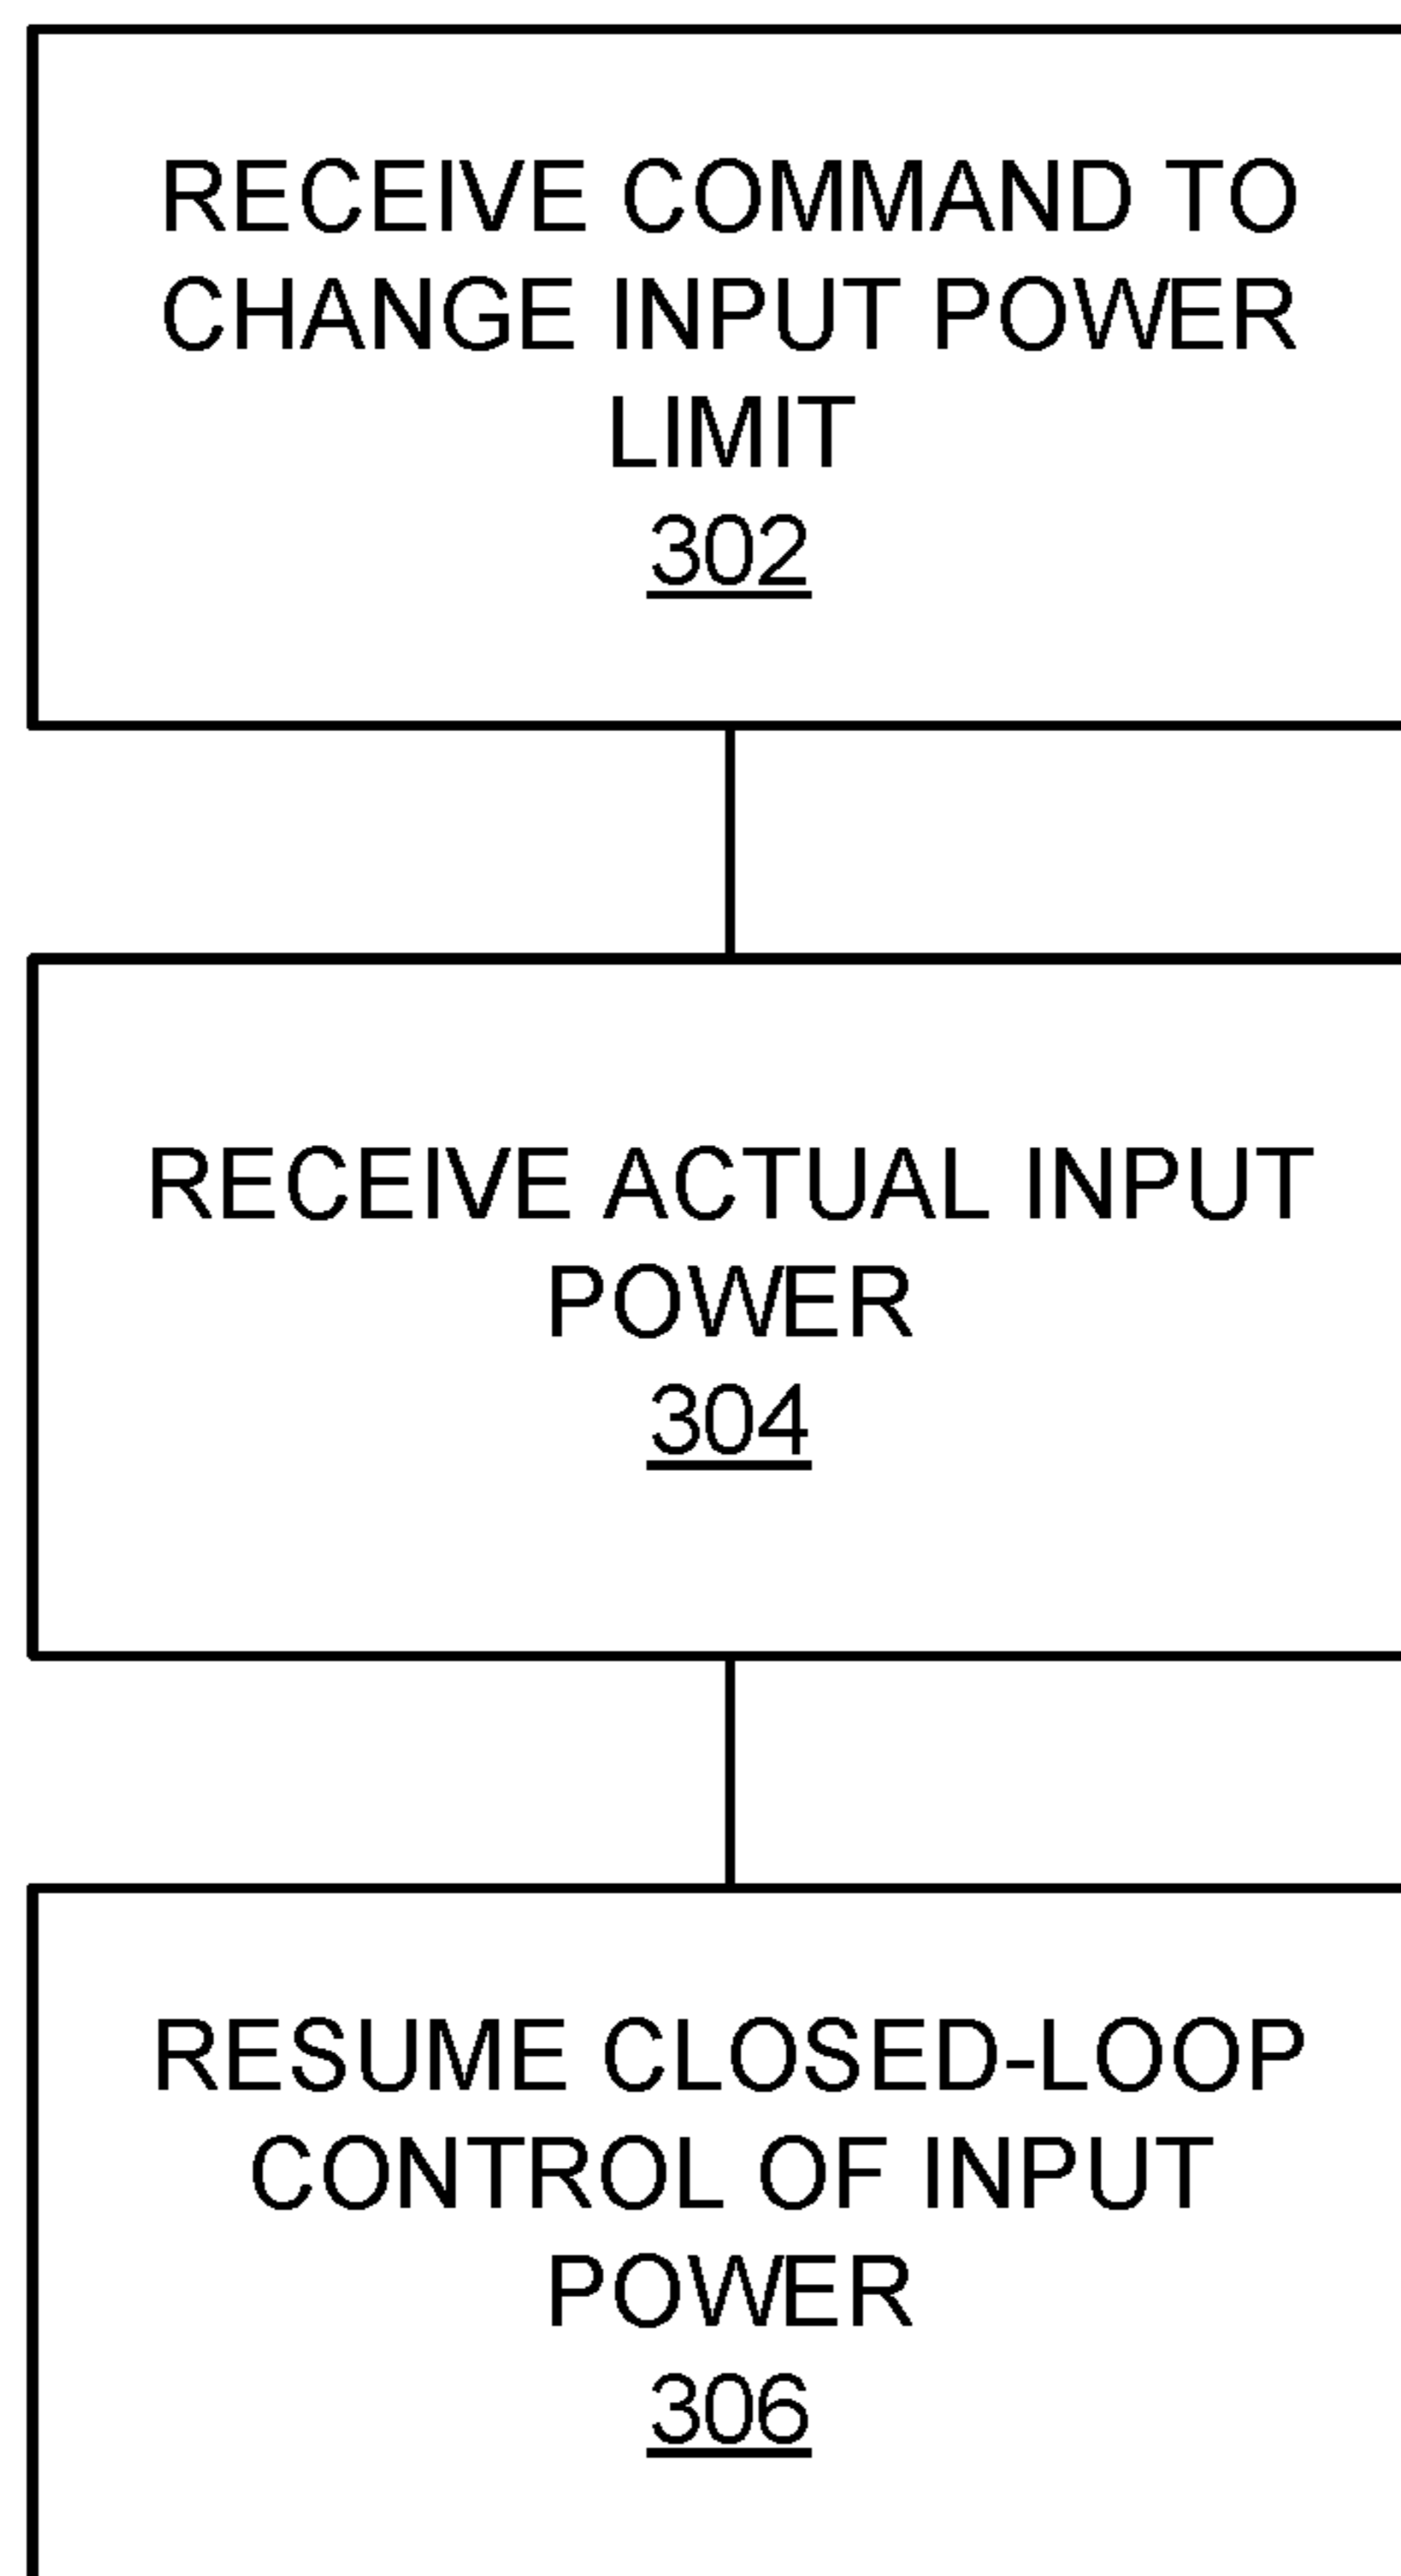 RECEIVE COMMAND TO
CHANGE INPUT POWER
LIMIT
302
RECEIVE ACTUAL INPUT
POWER
304
RESUME CLOSED-LOOP
CONTROL OF INPUT
POWER
306